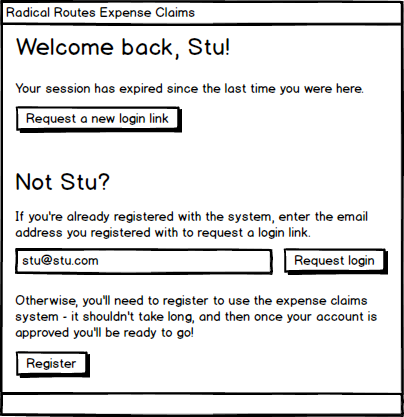 Radical Routes Expense Claims
Welcome back, Stu!
Your session has expired since the last time you were here.
Request a new login link
Not Stu?
If you're already registered with the system, enter the email
address you registered with to request a login link.
stu@stu.com
Request login
Otherwise, you'll need to register to use the expense claims
system - it shouldn't take long, and then once your account is
approved you'll be ready to go!
Register